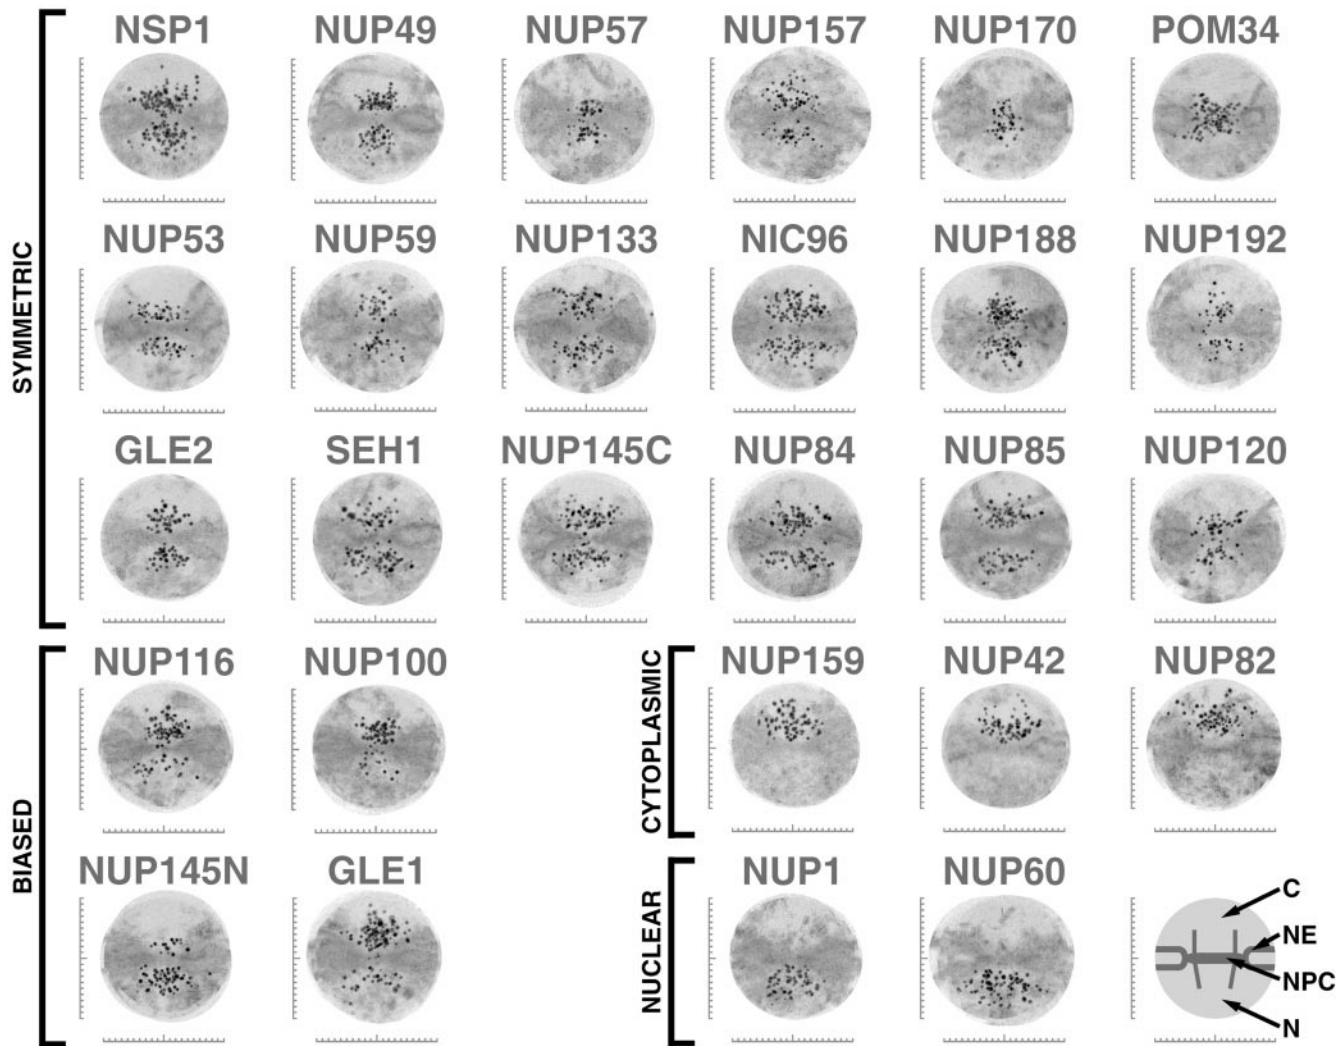 NSP1 NUP49 NUP57 NUP157 NUP170 POM34
SYMMETRIC
NUP53 NUP59 NUP133 NIC96 NUP188 NUP192
GLE2 SEH1 NUP145C NUP84 NUP85 NUP120
BIASED
NUP116 NUP100
CYTOPLASMIC
NUP159 NUP42 NUP82
NUP145N GLE1
NUCLEAR
NUP1 NUP60
C
NE
NPC
N